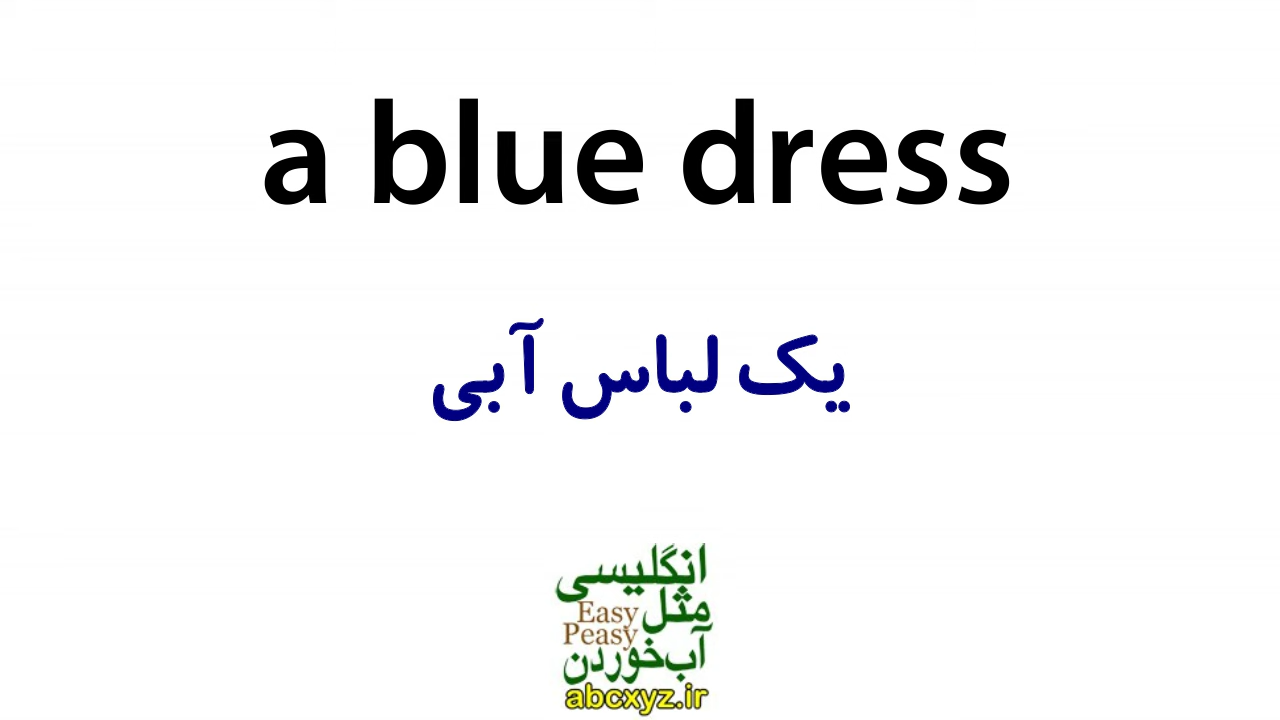 a blue dress
یک لباس آبی
انگلیسی
مثل Easy
Peasy
آب خوردن
abcxyz.ir